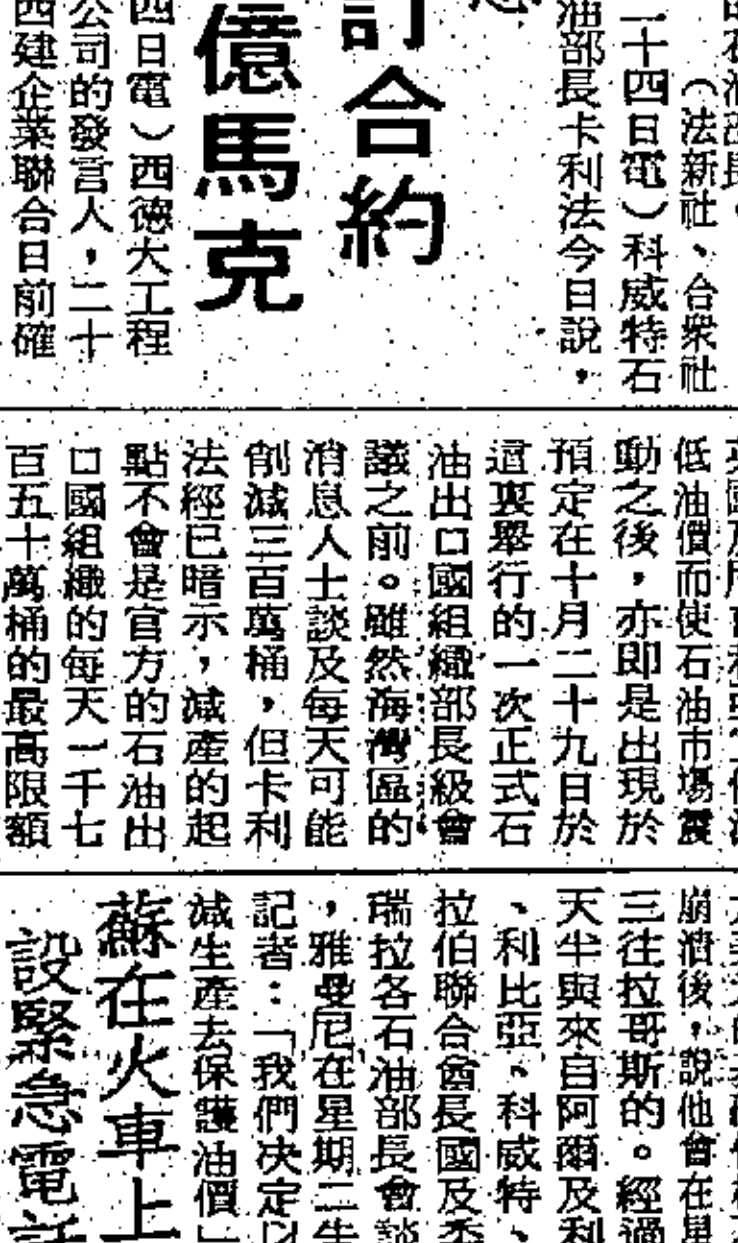 （法新社、合衆社
二十四日電）科威特石
油部長卡利法今日說，
訂合約
億馬克
四日電）西德大工程
公司的發言人，二十
西建企業聯合日前確
低油價而使石油市場震
動之後，亦即是出現於
預定在十月二十九日於
這裏舉行的一次正式石
油出口國組織部長級會
議之前。雖然海灣區的
消息人士談及每天可能
削減三百萬桶，但卡利
法經已暗示，減產的起
點不會是官方的石油出
口國組織的每天一千七
百五十萬桶的最高限額
崩潰後，說他會在星
三往拉哥斯的。經過
天半與來自阿爾及利
、利比亞、科威特、
拉伯聯合酋長國及委
瑞拉各石油部長會談
，雅曼尼在星期二告
記者：「我們決定以
減生產去保護油價」
蘇在火車上
設緊急電話